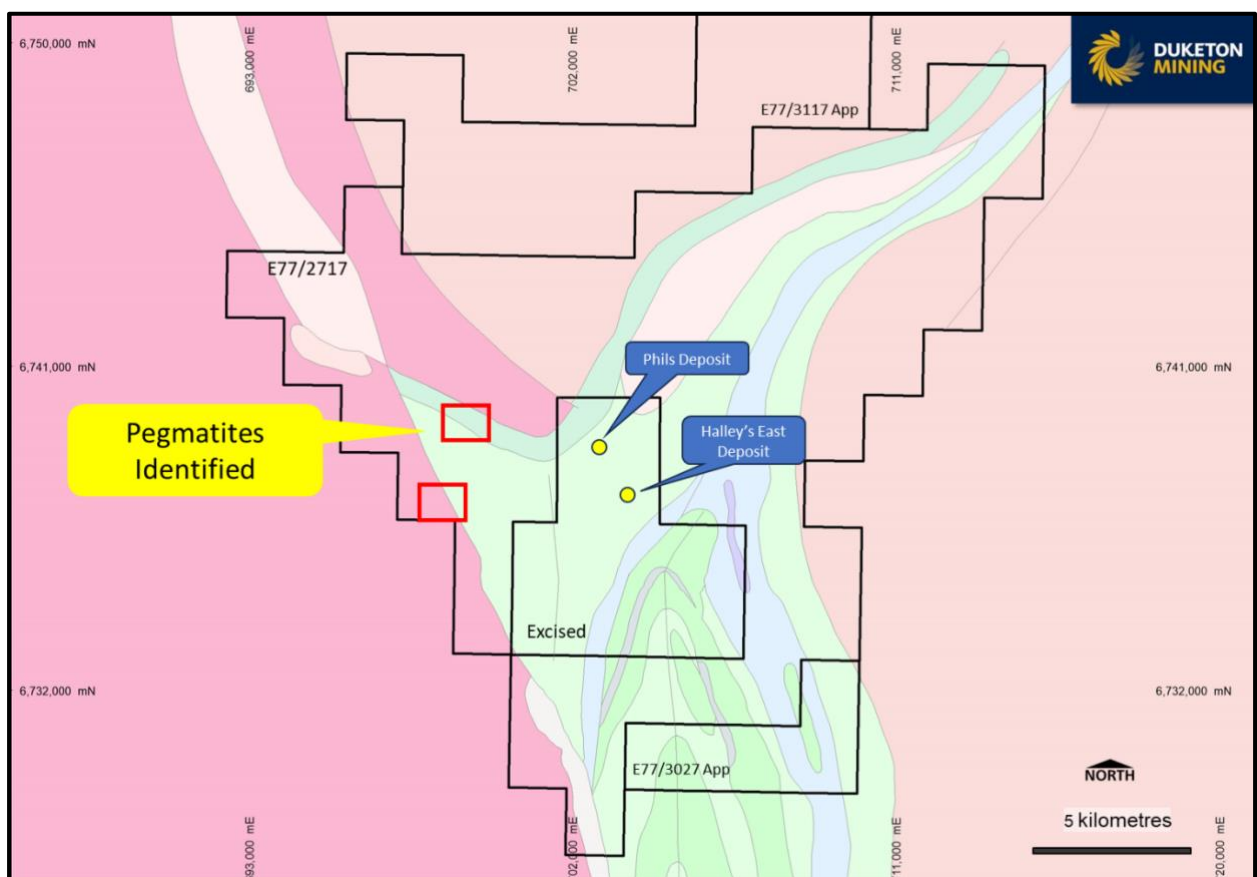 6,750,000 mN
693,000 mE
702,000 mE
711,000 mE
DUKETON
MINING
E77/3117 App
E77/2717
6,741,000 mN
Phils Deposit
6,741,000 mN
Pegmatites
Identified
Halley's East
Deposit
Excised
6,732,000 mN
6,732,000 mN
E77/3027 App
NORTH
5 kilometres
693,000 mE
702,000 mE
711,000 mE
720,000 mE